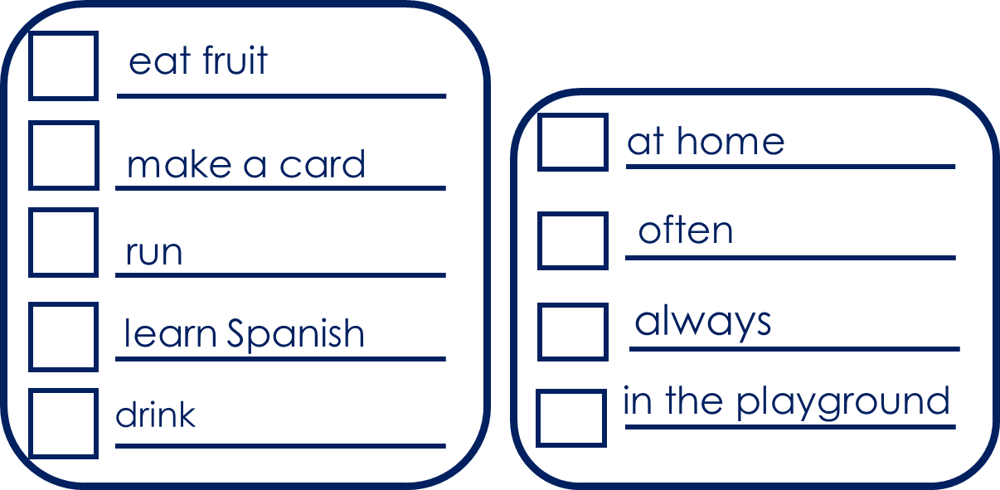 eat fruit
make a card
run
learn Spanish
drink
at home
often
always
in the playground